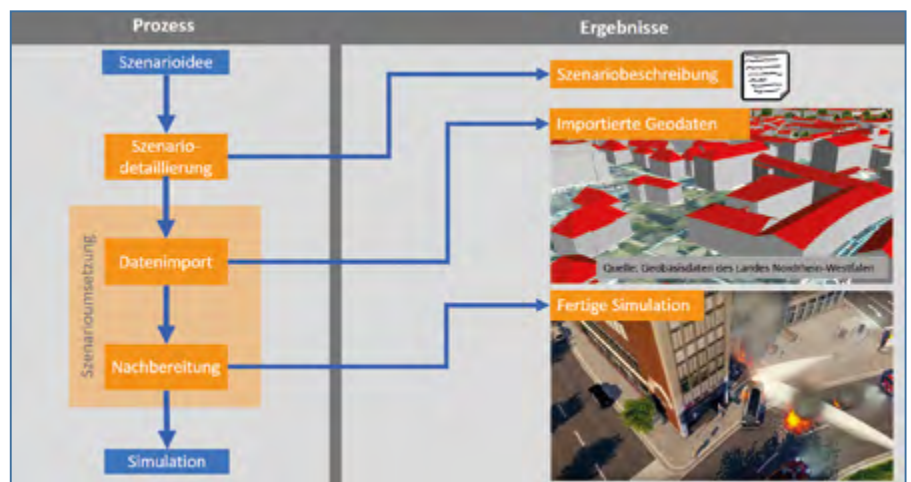 Prozess
Ergebnisse
Szenarioidee
Szenario-
detaillierung
Szenarioumsetzung
Datenimport
Nachbereitung
Simulation
Szenariobeschreibung
Importierte Geodaten
Quelle: Geobasisdaten des Landes Nordrhein-Westfalen
Fertige Simulation